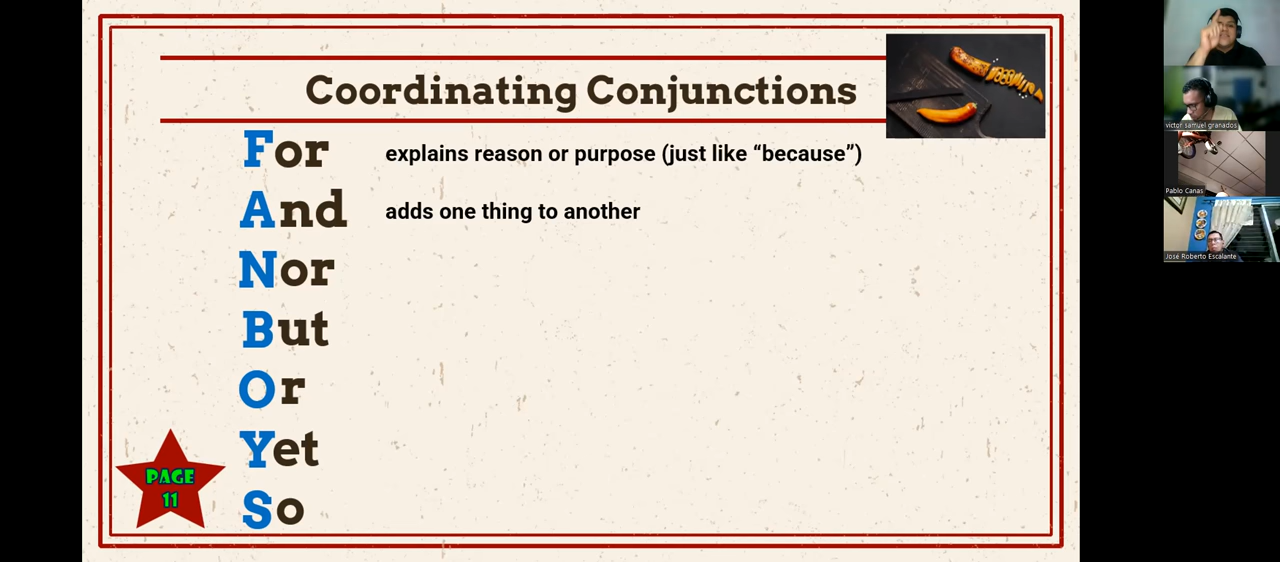 Coordinating Conjunctions
For explains reason or purpose (just like “because”)
And adds one thing to another
Nor
But
Or
Yet
So
PAGE
11
victor samuel granados
Pablo Canas
José Roberto Escalante